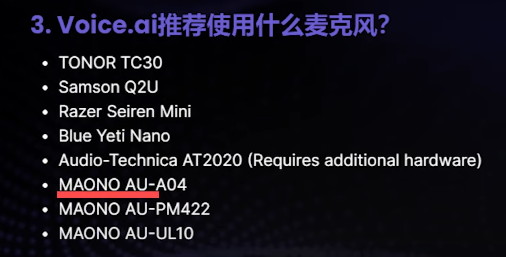 3. Voice.ai推荐使用什么麦克风?
• TONOR TC30
• Samson Q2U
• Razer Seiren Mini
• Blue Yeti Nano
• Audio-Technica AT2020 (Requires additional hardware)
• MAONO AU-A04
• MAONO AU-PM422
• MAONO AU-UL10